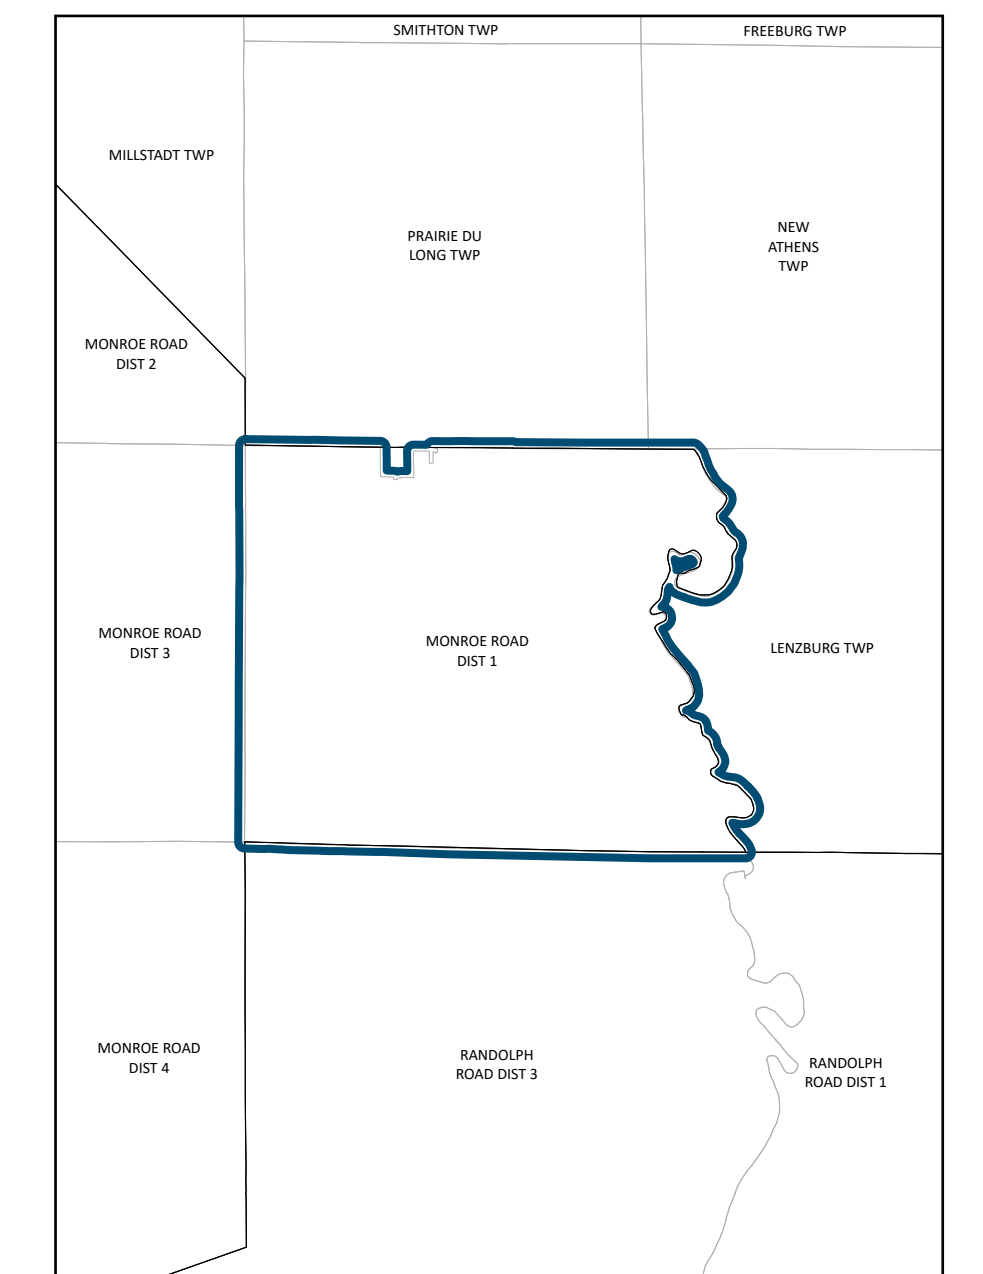 SMITHTON TWP
FREEBURG TWP
MILLSTADT TWP
PRAIRIE DU
LONG TWP
NEW
ATHENS
TWP
MONROE ROAD
DIST 2
MONROE ROAD
DIST 3
MONROE ROAD
DIST 1
LENZBURG TWP
MONROE ROAD
DIST 4
RANDOLPH
ROAD DIST 3
RANDOLPH
ROAD DIST 1